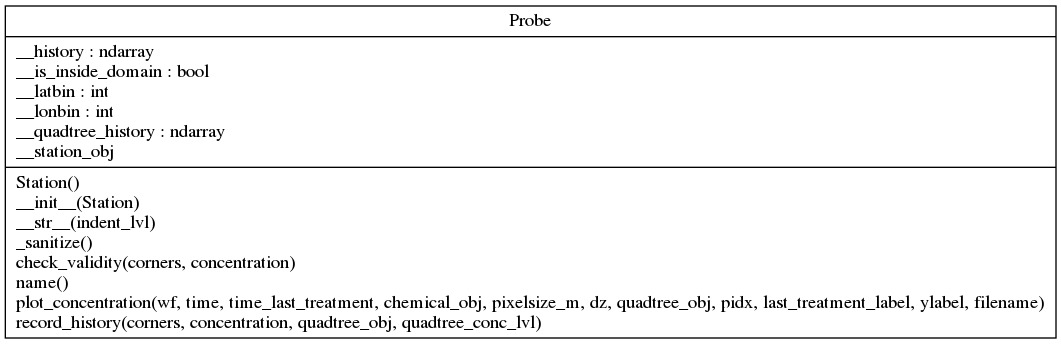 Probe
__history : ndarray
__is_inside_domain : bool
__latbin : int
__lonbin : int
__quadtree_history : ndarray
__station_obj
Station()
__init__(Station)
__str__(indent_lvl)
_sanitize()
check_validity(corners, concentration)
name()
plot_concentration(wf, time, time_last_treatment, chemical_obj, pixelsize_m, dz, quadtree_obj, pidx, last_treatment_label, ylabel, filename)
record_history(corners, concentration, quadtree_obj, quadtree_conc_lvl)